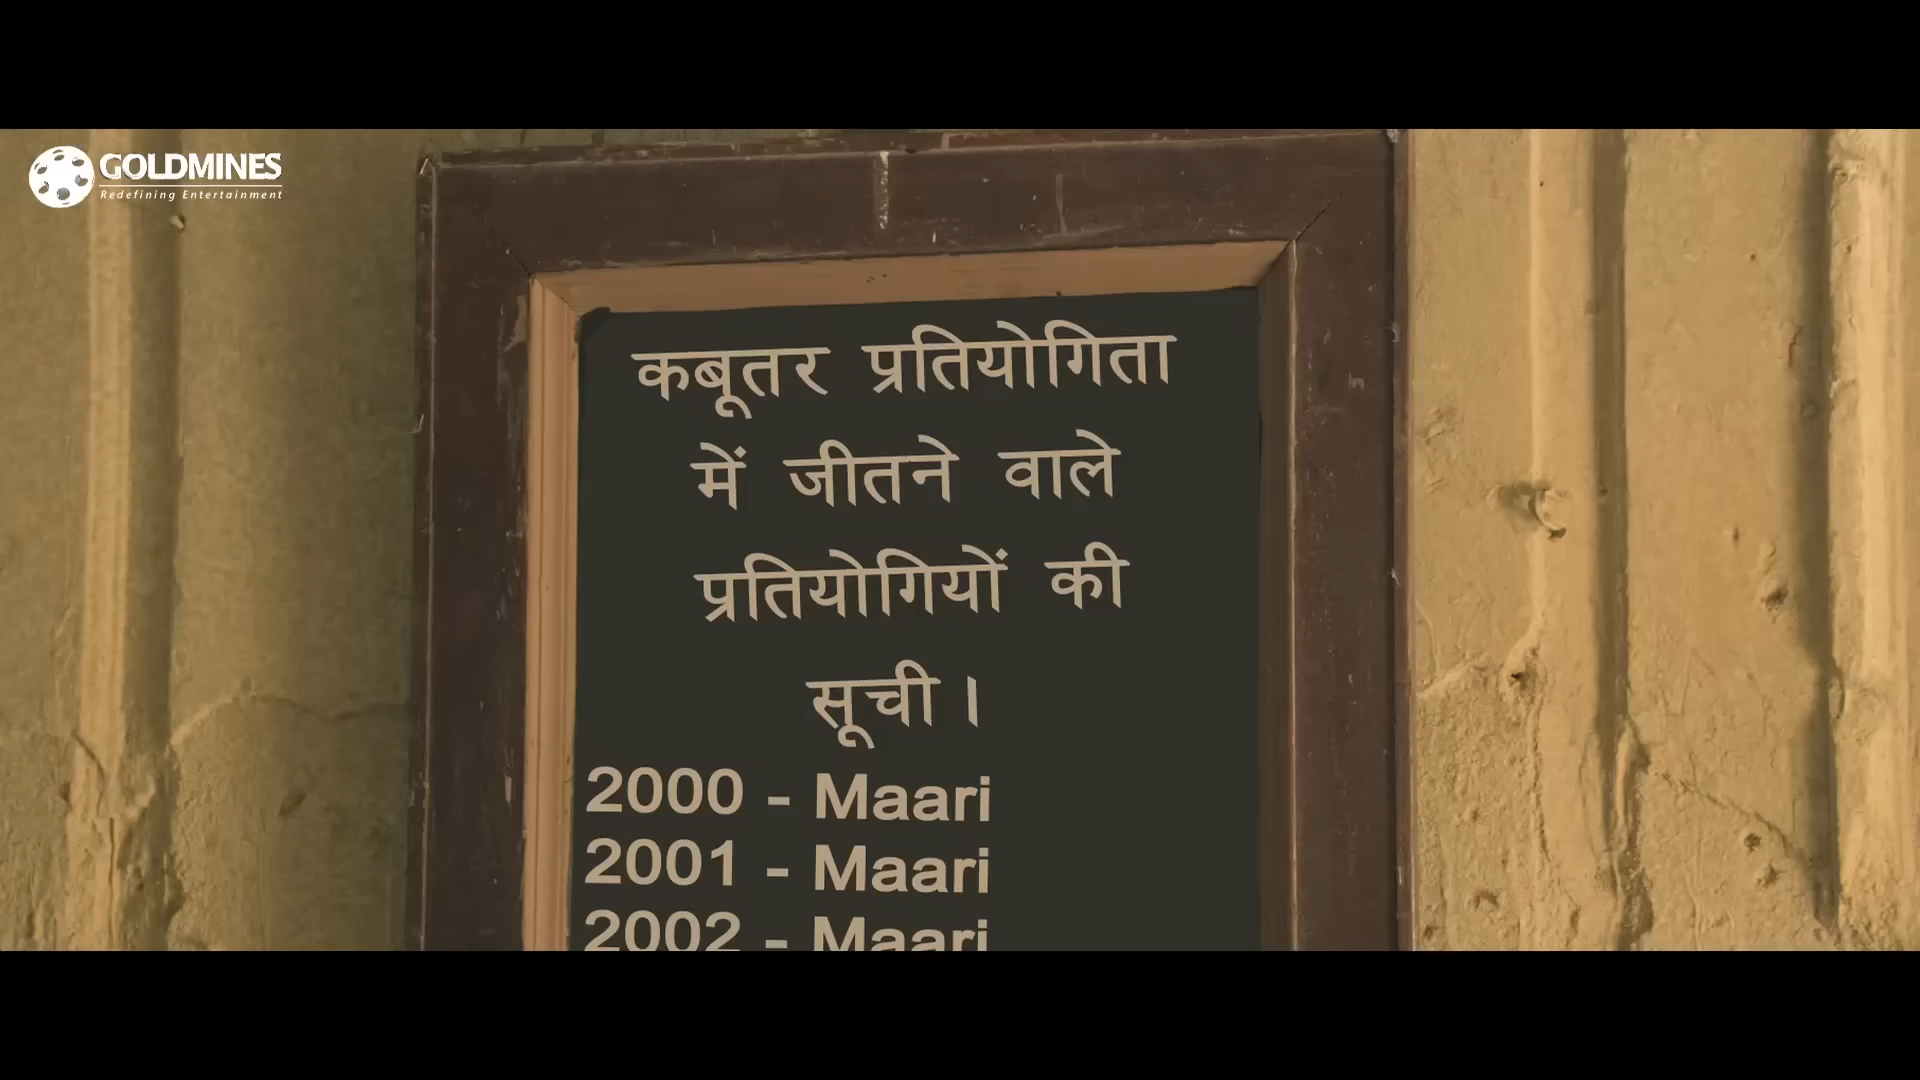 GOLDMINES
Redefining Entertainment
कबूतर प्रतियोगिता
में जीतने वाले
प्रतियोगियों की
सूची।
2000 - Maari
2001 - Maari
2002 - Maari